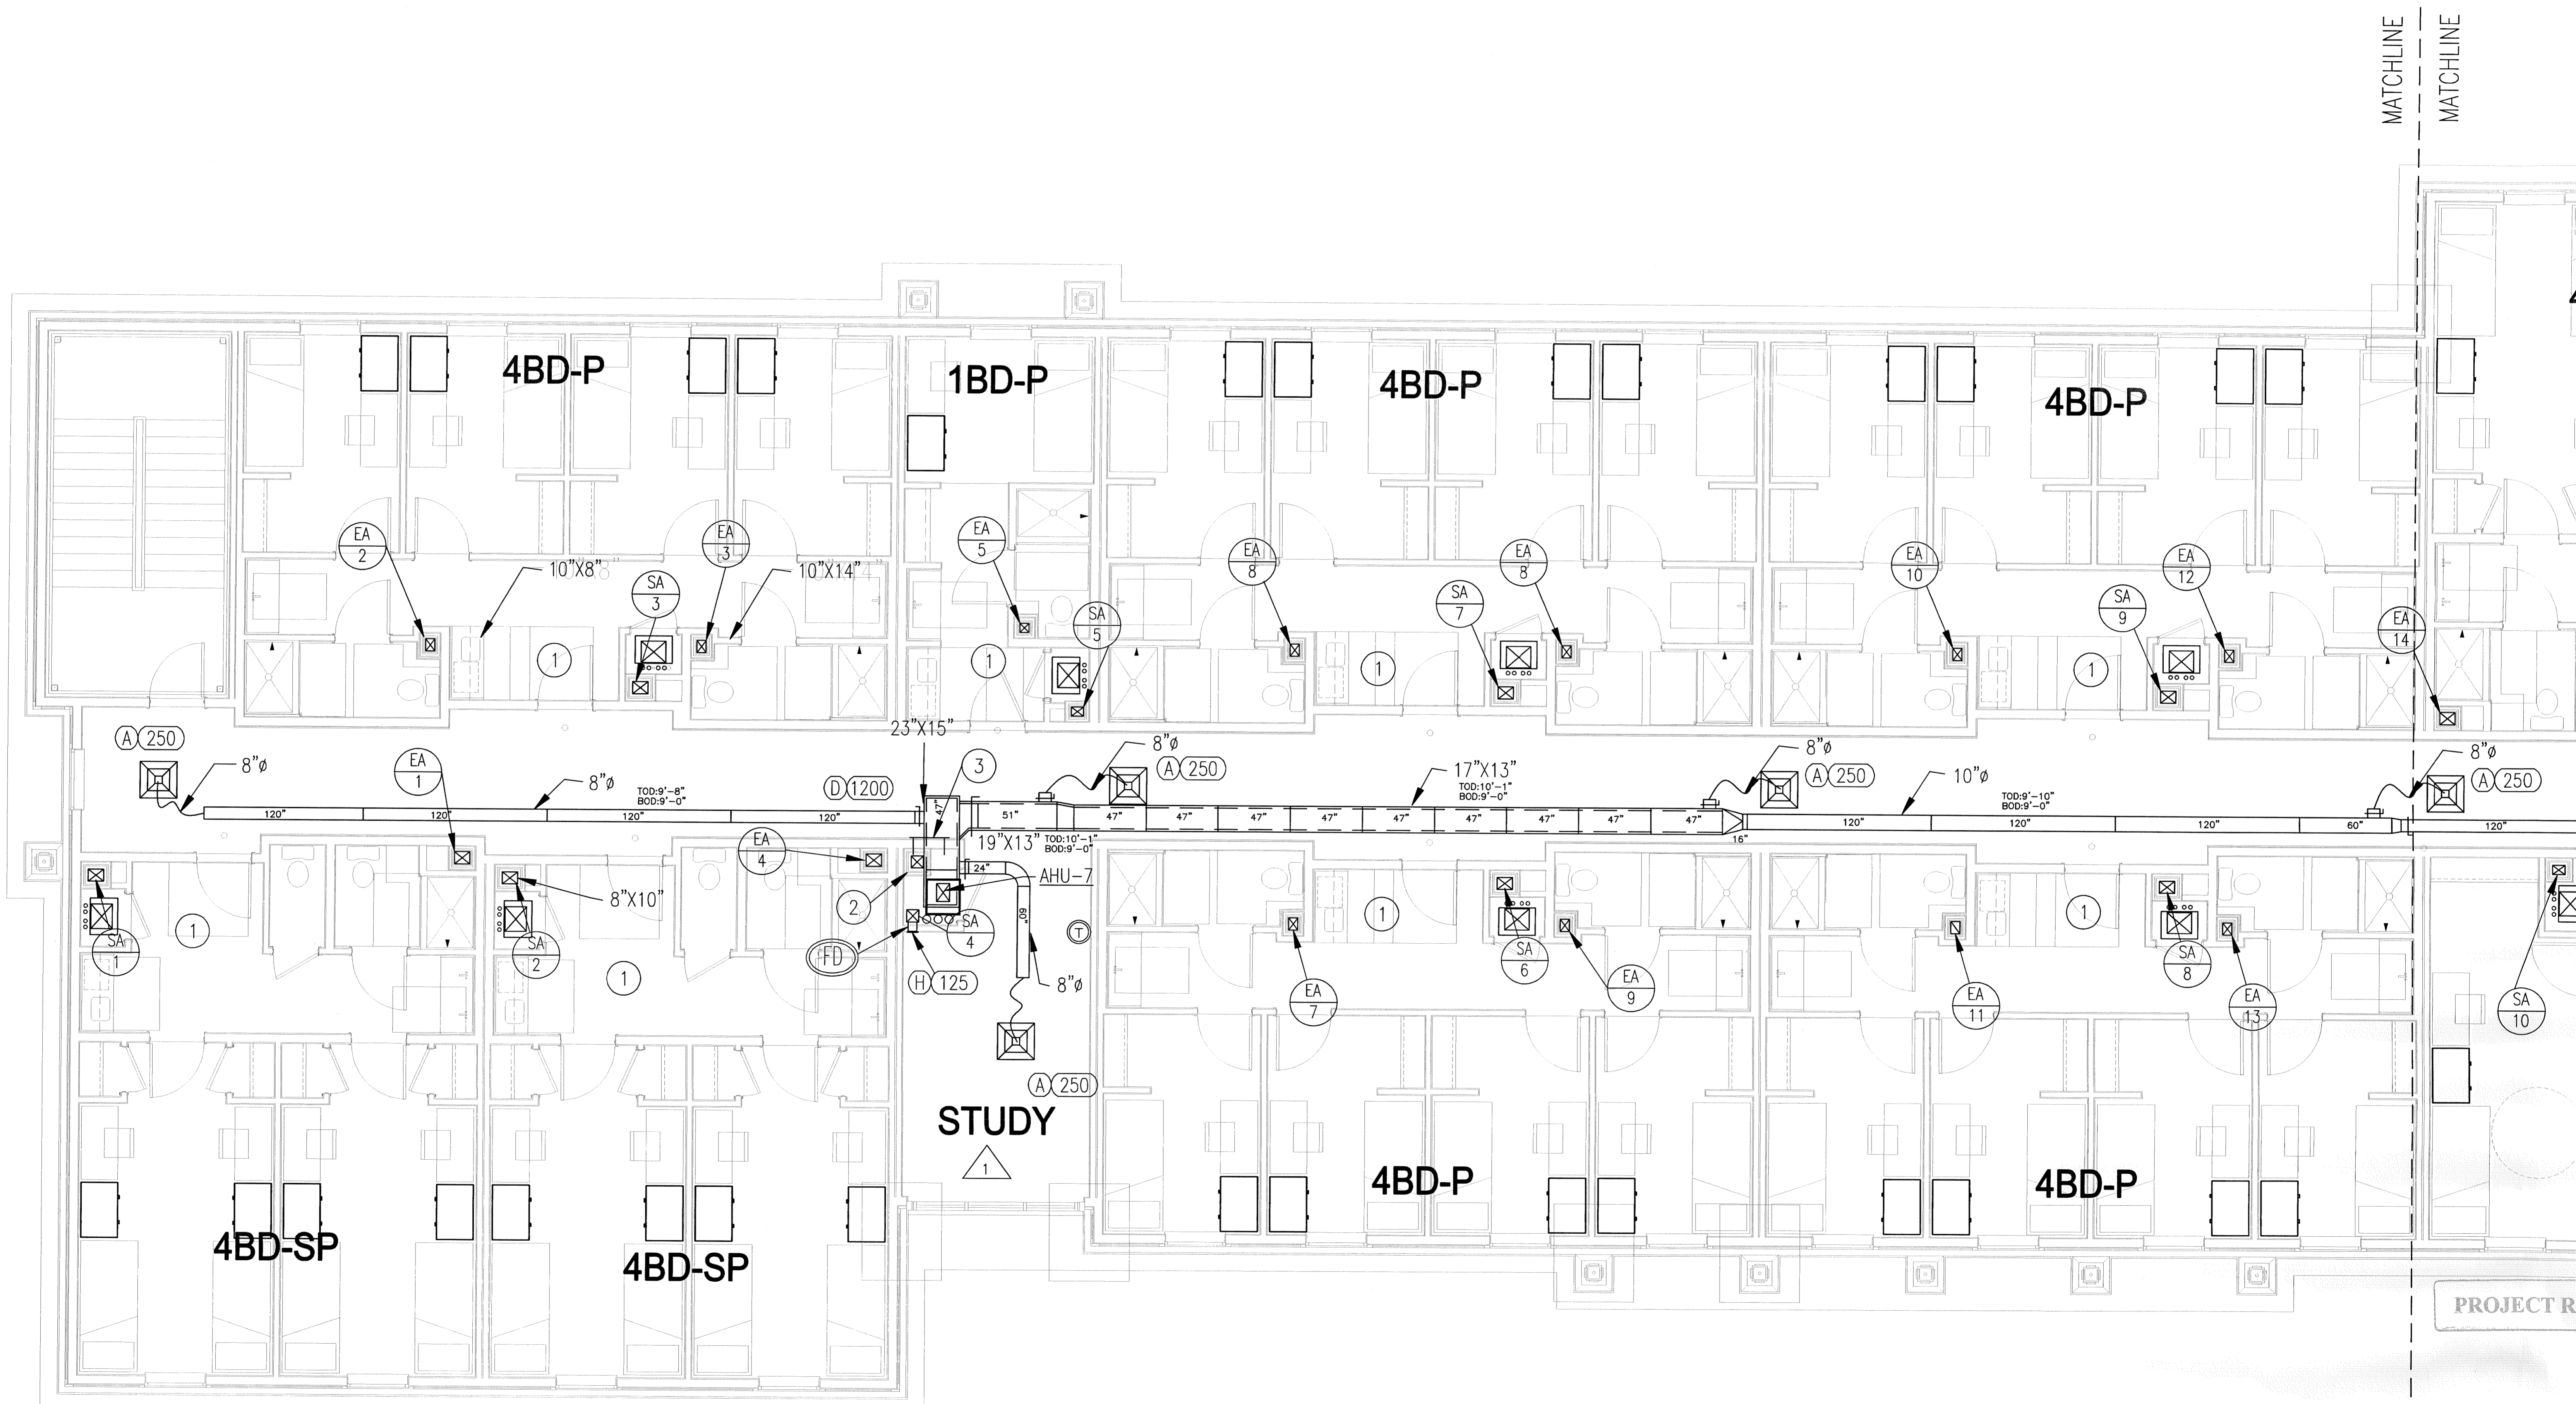 MATCHLINE
MATCHLINE
4BD-P
1BD-P
4BD-P
4BD-P
EA
2
10"X8"
SA
3
EA
3
10"X14"
EA
5
SA
5
EA
8
SA
7
EA
8
EA
10
SA
9
EA
12
EA
14
1
1
1
1
23"X15"
A 250
8"ø
EA
1
8"ø
TOD:9'-8"
BOD:9'-0"
D 1200
3
8"ø
A 250
17"X13"
TOD:10'-1"
BOD:9'-0"
8"ø
A 250
10"ø
TOD:9'-10"
BOD:9'-0"
8"ø
A 250
120"
120"
120"
120"
47"
51"
47"
47"
47"
47"
47"
47"
47"
47"
47"
16"
120"
120"
120"
60"
120"
EA
4
19"X13"
TOD:10'-1"
BOD:9'-0"
24"
AHU-7
60"
8"X10"
2
SA
4
FD
H 125
T
8"ø
A 250
SA
1
1
SA
2
1
1
SA
6
EA
7
EA
9
1
SA
8
EA
11
EA
13
SA
10
STUDY
1
4BD-SP
4BD-SP
4BD-P
4BD-P
PROJECT R